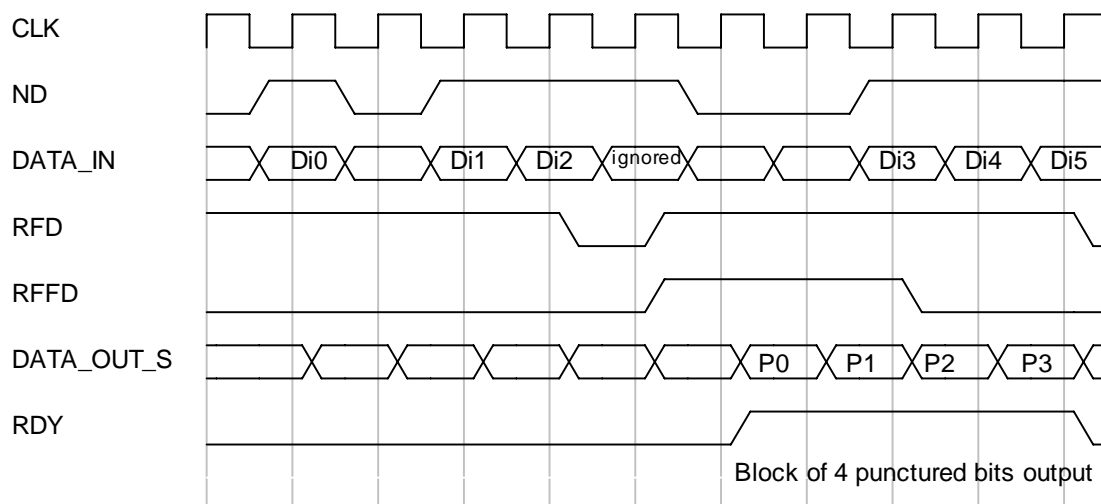 CLK
ND
DATA_IN Di0 Di1 Di2 ignored Di3 Di4 Di5
RFD
RFFD
DATA_OUT_S P0 P1 P2 P3
RDY
Block of 4 punctured bits output